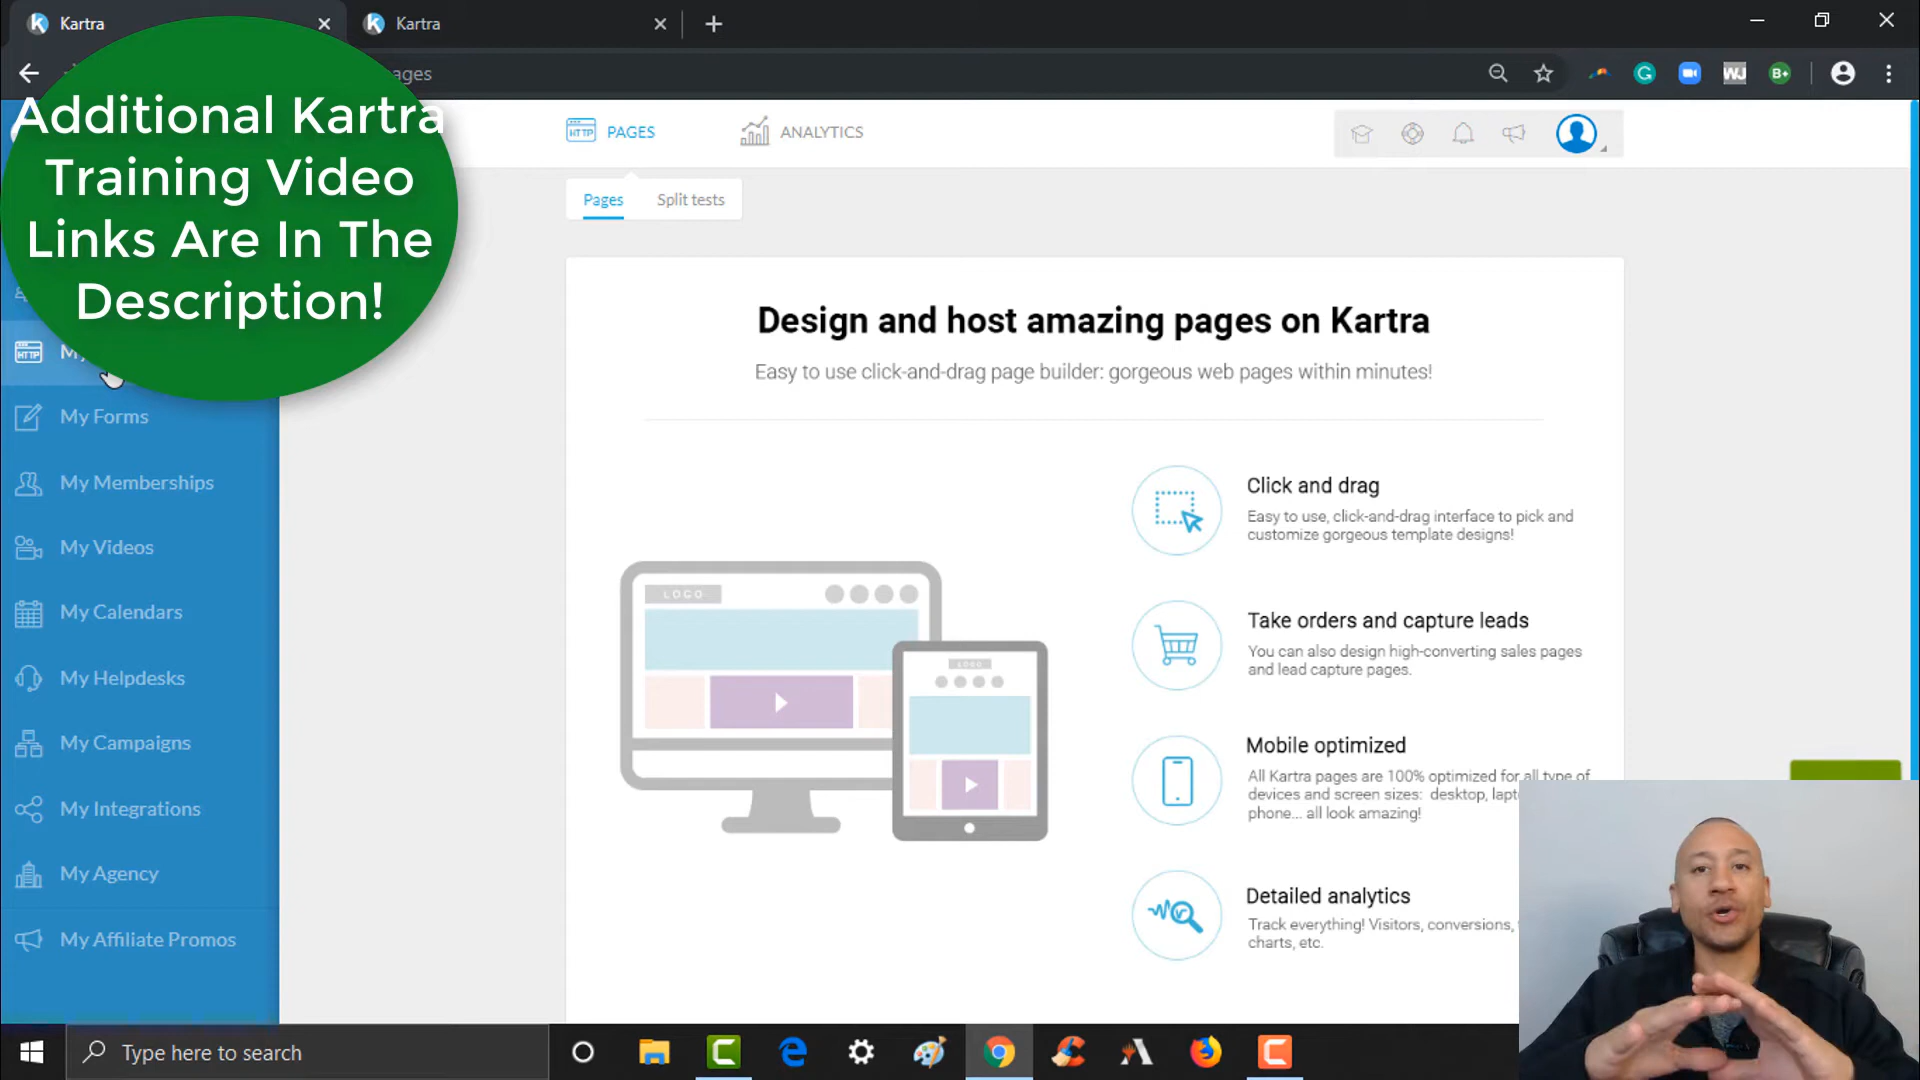 Kartra
Kartra
ages
Additional Kartra
Training Video
Links Are In The
Description!
HTTP PAGES
ANALYTICS
Pages
Split tests
Design and host amazing pages on Kartra
Easy to use click-and-drag page builder: gorgeous web pages within minutes!
HTTP My
My Forms
My Memberships
My Videos
My Calendars
My Helpdesks
My Campaigns
My Integrations
My Agency
My Affiliate Promos
LOGO
LOGO
Click and drag
Easy to use, click-and-drag interface to pick and
customize gorgeous template designs!
Take orders and capture leads
You can also design high-converting sales pages
and lead capture pages.
Mobile optimized
All Kartra pages are 100% optimized for all type of
devices and screen sizes: desktop,
phone... all look amazing!
Detailed analytics
Track everything! Visitors, conversions,
charts, etc.
Type here to search